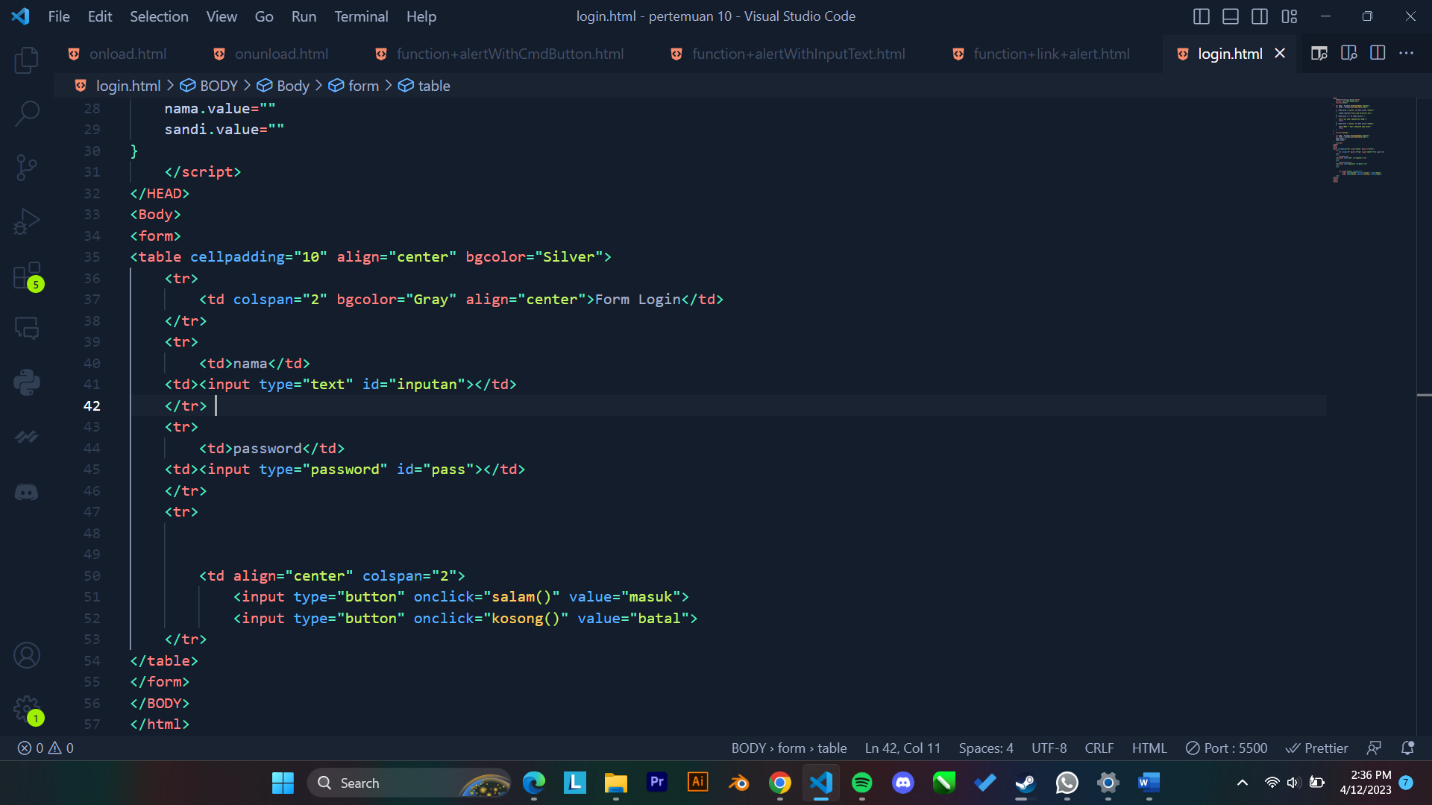 File Edit Selection View Go Run Terminal Help login.html - pertemuan 10 - Visual Studio Code
onload.html onunload.html function+alertWithCmdButton.html function+alertWithInputText.html function+link+alert.html login.html
login.html > BODY > Body > form > table
28 nama.value=""
29 sandi.value=""
30 }
31 </script>
32 </HEAD>
33 <Body>
34 <form>
35 <table cellpadding="10" align="center" bgcolor="Silver">
36 <tr>
37 <td colspan="2" bgcolor="Gray" align="center">Form Login</td>
38 </tr>
39 <tr>
40 <td>nama</td>
41 <td><input type="text" id="inputan"></td>
42 </tr>
43 <tr>
44 <td>password</td>
45 <td><input type="password" id="pass"></td>
46 </tr>
47 <tr>
48
49
50 <td align="center" colspan="2">
51 <input type="button" onclick="salam()" value="masuk">
52 <input type="button" onclick="kosong()" value="batal">
53 </tr>
54 </table>
55 </form>
56 </BODY>
57 </html>
5
1
0 0 BODY › form › table Ln 42, Col 11 Spaces: 4 UTF-8 CRLF HTML Port : 5500 Prettier
Search L Pr Ai W 2:36 PM
4/12/2023 7